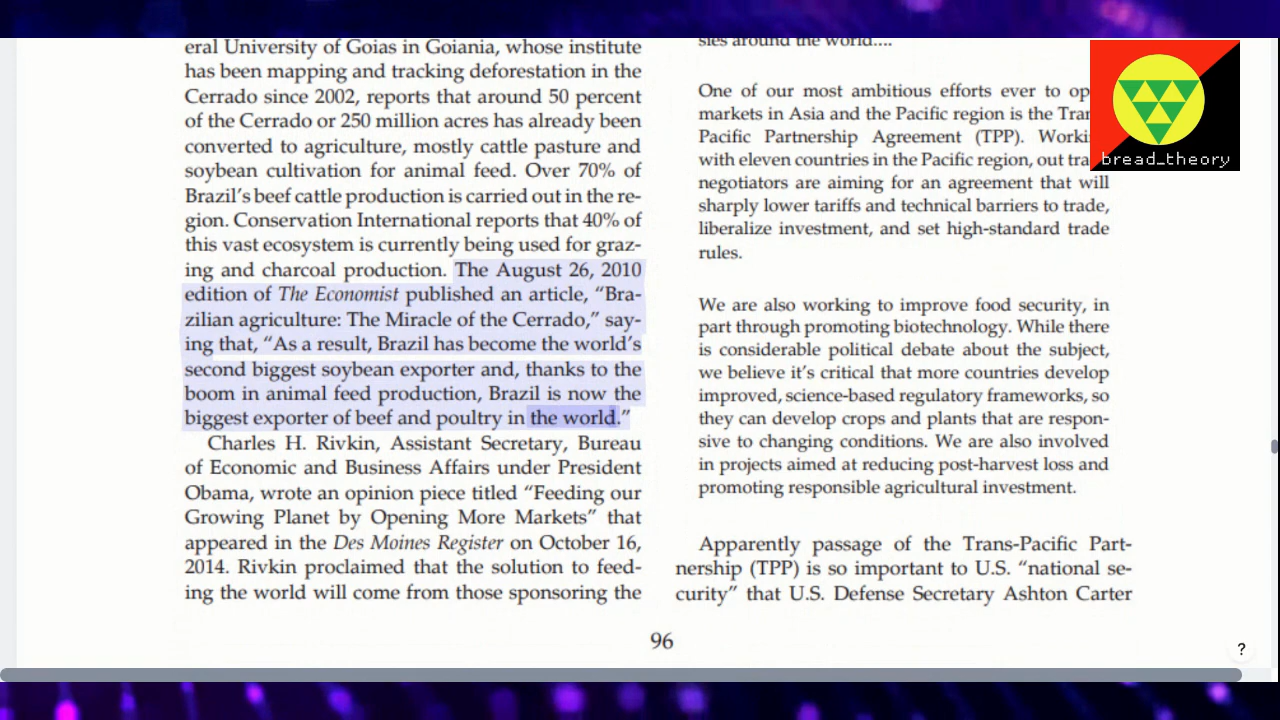 eral University of Goias in Goiania, whose institute
has been mapping and tracking deforestation in the
Cerrado since 2002, reports that around 50 percent
of the Cerrado or 250 million acres has already been
converted to agriculture, mostly cattle pasture and
soybean cultivation for animal feed. Over 70% of
Brazil's beef cattle production is carried out in the re-
gion. Conservation International reports that 40% of
this vast ecosystem is currently being used for graz-
ing and charcoal production. The August 26, 2010
edition of The Economist published an article, “Bra-
zilian agriculture: The Miracle of the Cerrado,” say-
ing that, “As a result, Brazil has become the world's
second biggest soybean exporter and, thanks to the
boom in animal feed production, Brazil is now the
biggest exporter of beef and poultry in the world.”
Charles H. Rivkin, Assistant Secretary, Bureau
of Economic and Business Affairs under President
Obama, wrote an opinion piece titled “Feeding our
Growing Planet by Opening More Markets” that
appeared in the Des Moines Register on October 16,
2014. Rivkin proclaimed that the solution to feed-
ing the world will come from those sponsoring the
sies around the world....
One of our most ambitious efforts ever to op
markets in Asia and the Pacific region is the Tran
Pacific Partnership Agreement (TPP). Worki
with eleven countries in the Pacific region, out tra
negotiators are aiming for an agreement that will
sharply lower tariffs and technical barriers to trade,
liberalize investment, and set high-standard trade
rules.
We are also working to improve food security, in
part through promoting biotechnology. While there
is considerable political debate about the subject,
we believe it's critical that more countries develop
improved, science-based regulatory frameworks, so
they can develop crops and plants that are respon-
sive to changing conditions. We are also involved
in projects aimed at reducing post-harvest loss and
promoting responsible agricultural investment.
Apparently passage of the Trans-Pacific Part-
nership (TPP) is so important to U.S. “national se-
curity” that U.S. Defense Secretary Ashton Carter
96
bread_theory
?